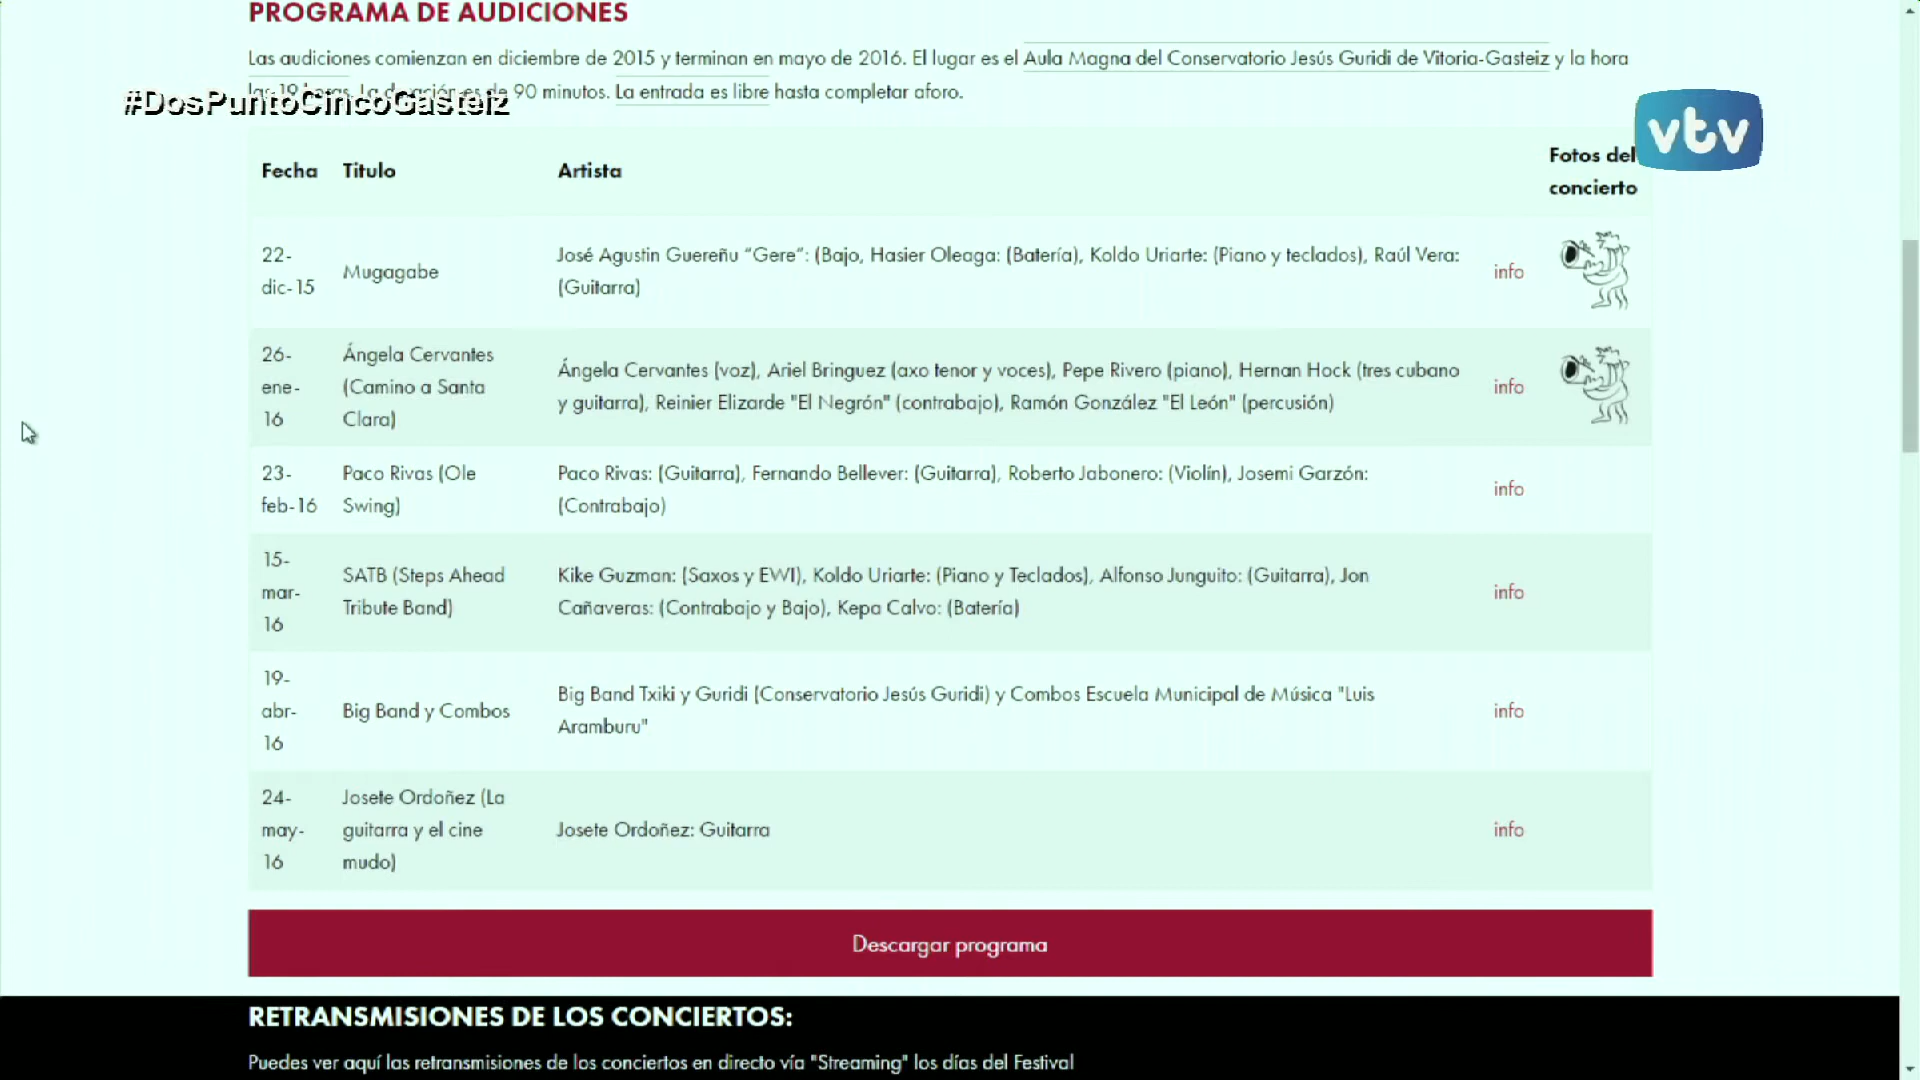 PROGRAMA DE AUDICIONES
Las audiciones comienzan en diciembre de 2015 y terminan en mayo de 2016. El lugar es el Aula Magna del Conservatorio Jesús Guridi de Vitoria-Gasteiz y la hora
las 19 horas. La duración es de 90 minutos. La entrada es libre hasta completar aforo.
#DosPuntoCincoGasteiz
vtv
Fecha Titulo Artista Fotos del
concierto
22-
dic-15
Mugagabe
José Agustin Guereñu “Gere”: (Bajo, Hasier Oleaga: (Batería), Koldo Uriarte: (Piano y teclados), Raúl Vera:
(Guitarra)
info
26-
ene-
16
Ángela Cervantes
(Camino a Santa
Clara)
Ángela Cervantes (voz), Ariel Bringuez (axo tenor y voces), Pepe Rivero (piano), Hernan Hock (tres cubano
y guitarra), Reinier Elizarde "El Negrón" (contrabajo), Ramón González "El León" (percusión)
info
23-
feb-16
Paco Rivas (Ole
Swing)
Paco Rivas: (Guitarra), Fernando Bellever: (Guitarra), Roberto Jabonero: (Violín), Josemi Garzón:
(Contrabajo)
info
15-
mar-
16
SATB (Steps Ahead
Tribute Band)
Kike Guzman: (Saxos y EWI), Koldo Uriarte: (Piano y Teclados), Alfonso Junguito: (Guitarra), Jon
Cañaveras: (Contrabajo y Bajo), Kepa Calvo: (Batería)
info
19-
abr-
16
Big Band y Combos
Big Band Txiki y Guridi (Conservatorio Jesús Guridi) y Combos Escuela Municipal de Música "Luis
Aramburu"
info
24-
may-
16
Josete Ordoñez (La
guitarra y el cine
mudo)
Josete Ordoñez: Guitarra
info
Descargar programa
RETRANSMISIONES DE LOS CONCIERTOS:
Puedes ver aquí las retransmisiones de los conciertos en directo vía "Streaming" los días del Festival